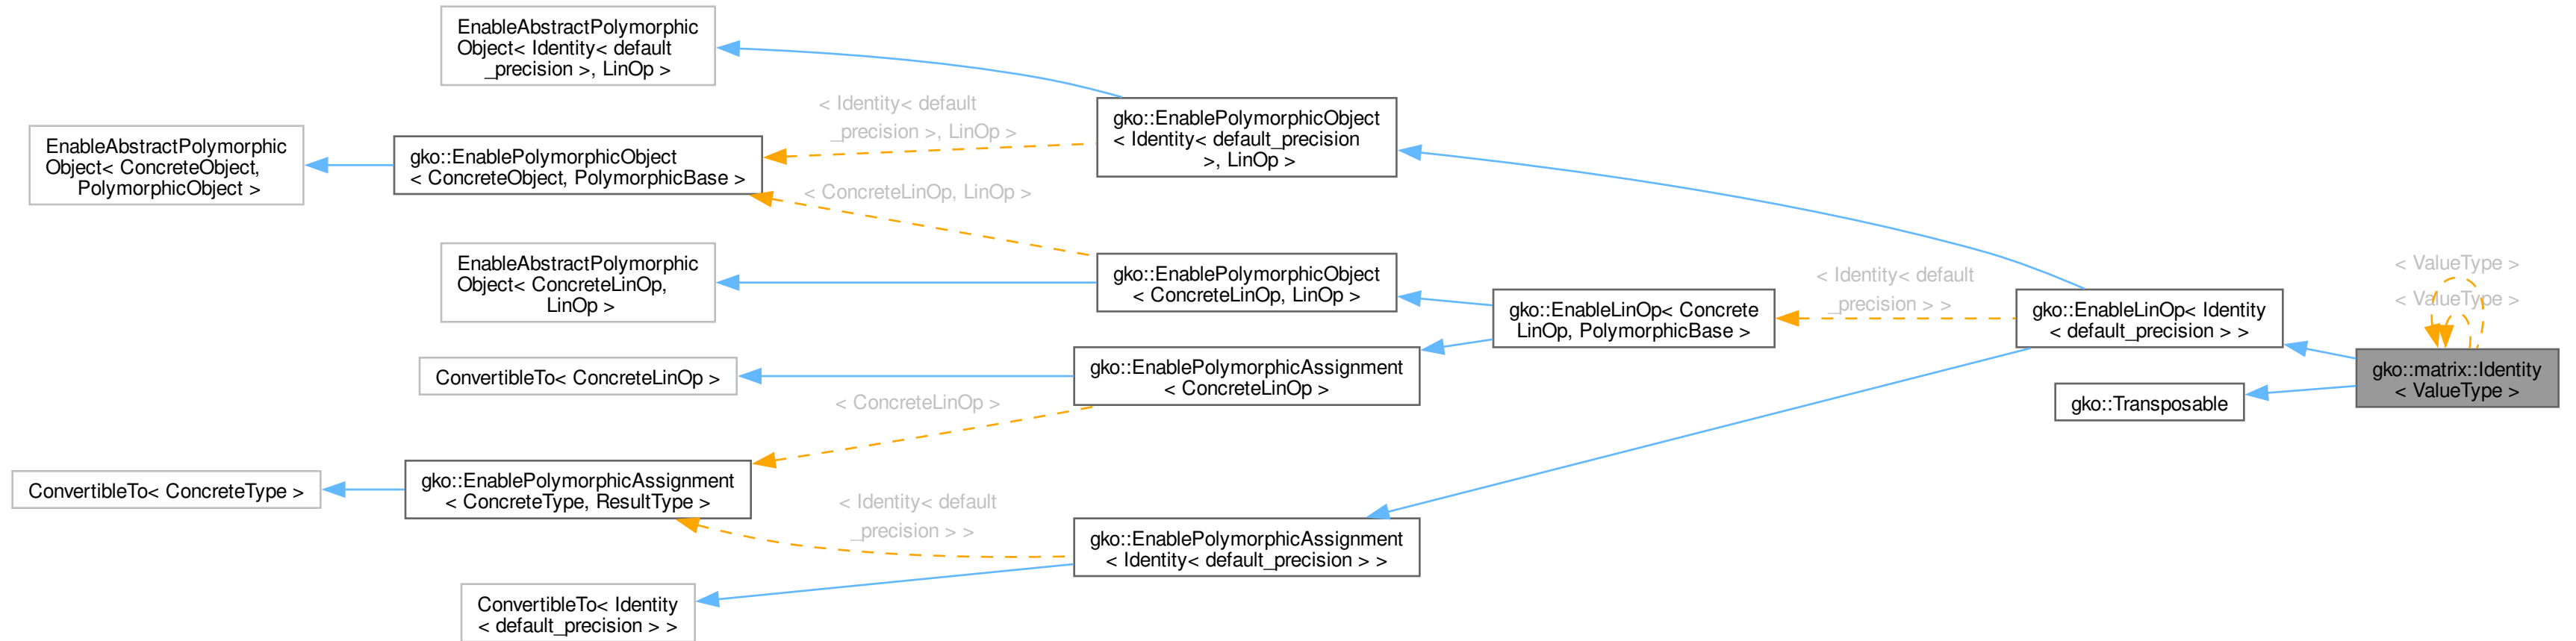 EnableAbstractPolymorphic
Object< Identity< default
_precision >, LinOp >
< Identity< default
_precision >, LinOp >
gko::EnablePolymorphicObject
< Identity< default_precision
>, LinOp >
EnableAbstractPolymorphic
Object< ConcreteObject,
PolymorphicObject >
gko::EnablePolymorphicObject
< ConcreteObject, PolymorphicBase >
< ConcreteLinOp, LinOp >
EnableAbstractPolymorphic
Object< ConcreteLinOp,
LinOp >
gko::EnablePolymorphicObject
< ConcreteLinOp, LinOp >
gko::EnableLinOp< Concrete
LinOp, PolymorphicBase >
< Identity< default
_precision > >
gko::EnableLinOp< Identity
< default_precision > >
< ValueType >
< ValueType >
gko::matrix::Identity
< ValueType >
ConvertibleTo< ConcreteLinOp >
gko::EnablePolymorphicAssignment
< ConcreteLinOp >
gko::Transposable
< ConcreteLinOp >
ConvertibleTo< ConcreteType >
gko::EnablePolymorphicAssignment
< ConcreteType, ResultType >
< Identity< default
_precision > >
gko::EnablePolymorphicAssignment
< Identity< default_precision > >
ConvertibleTo< Identity
< default_precision > >